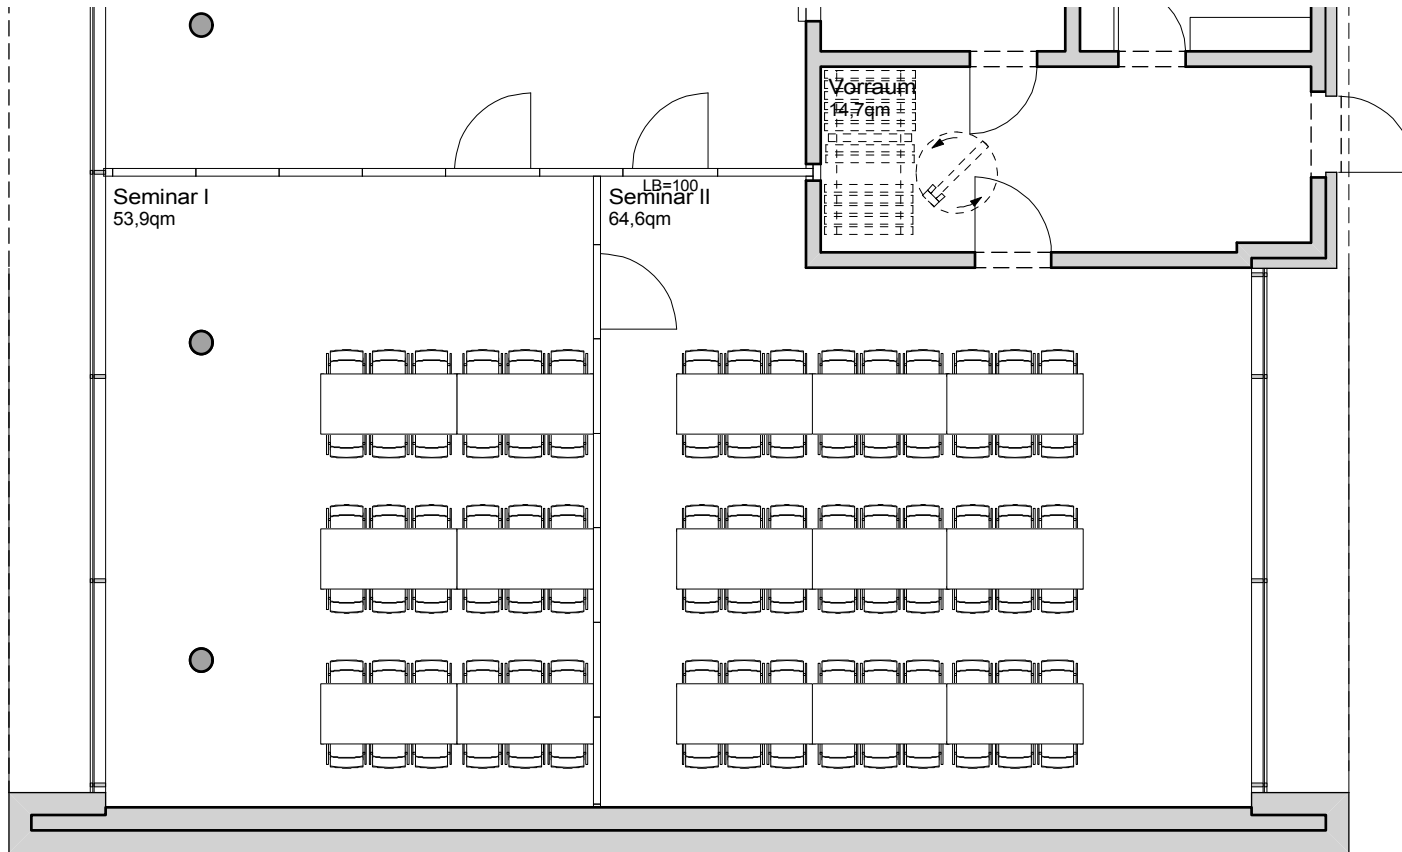 Vorraum
14,7qm
Seminar I
53,9qm
LB=100
Seminar II
64,6qm